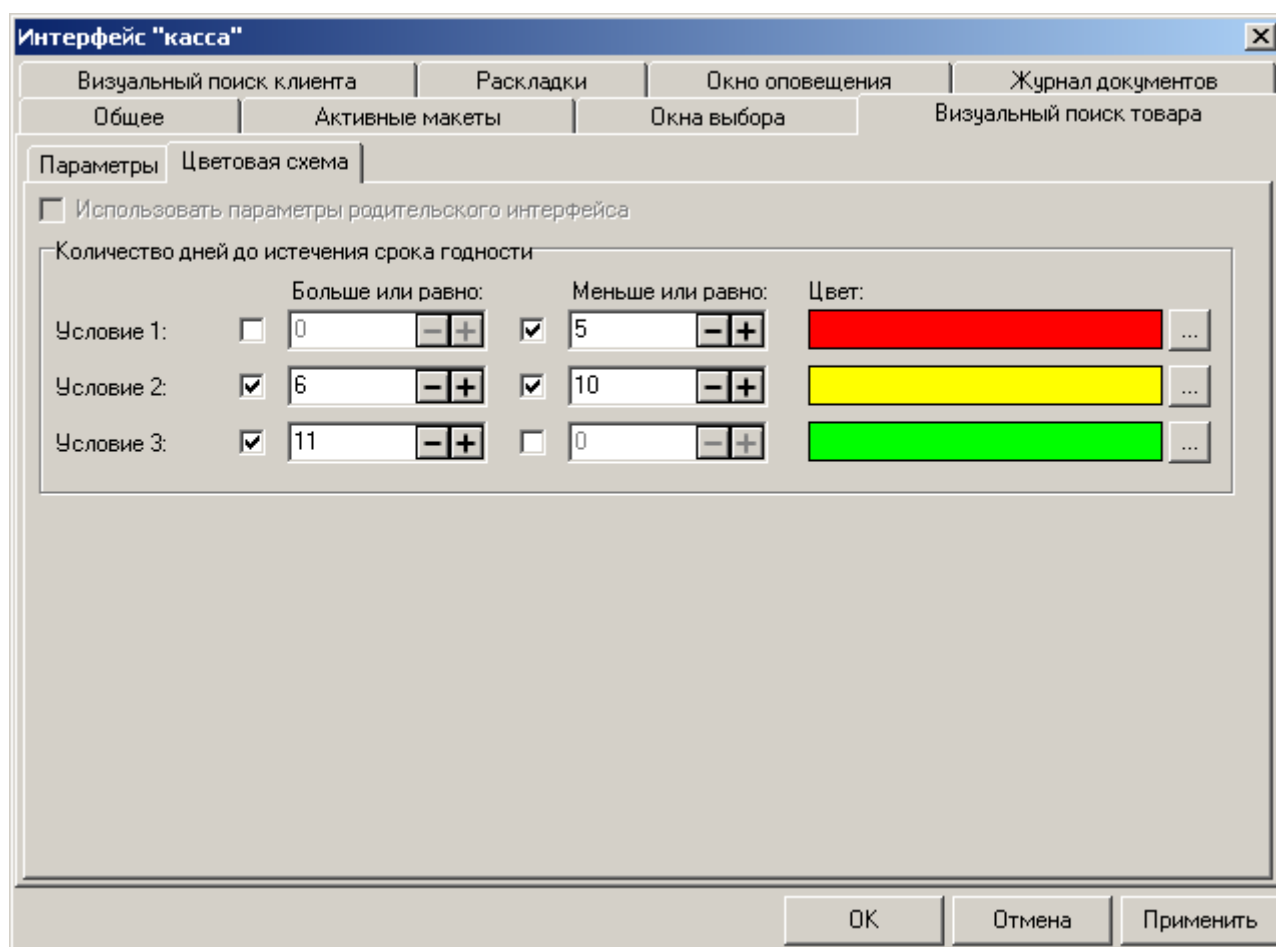 Интерфейс "касса"
Визуальный поиск клиента Раскладки Окно оповещения Журнал документов
Общее Активные макеты Окна выбора Визуальный поиск товара
Параметры Цветовая схема
Использовать параметры родительского интерфейса
Количество дней до истечения срока годности
Больше или равно: Меньше или равно: Цвет:
Условие 1: 0 5 ...
Условие 2: 6 10 ...
Условие 3: 11 0 ...
OK Отмена Применить